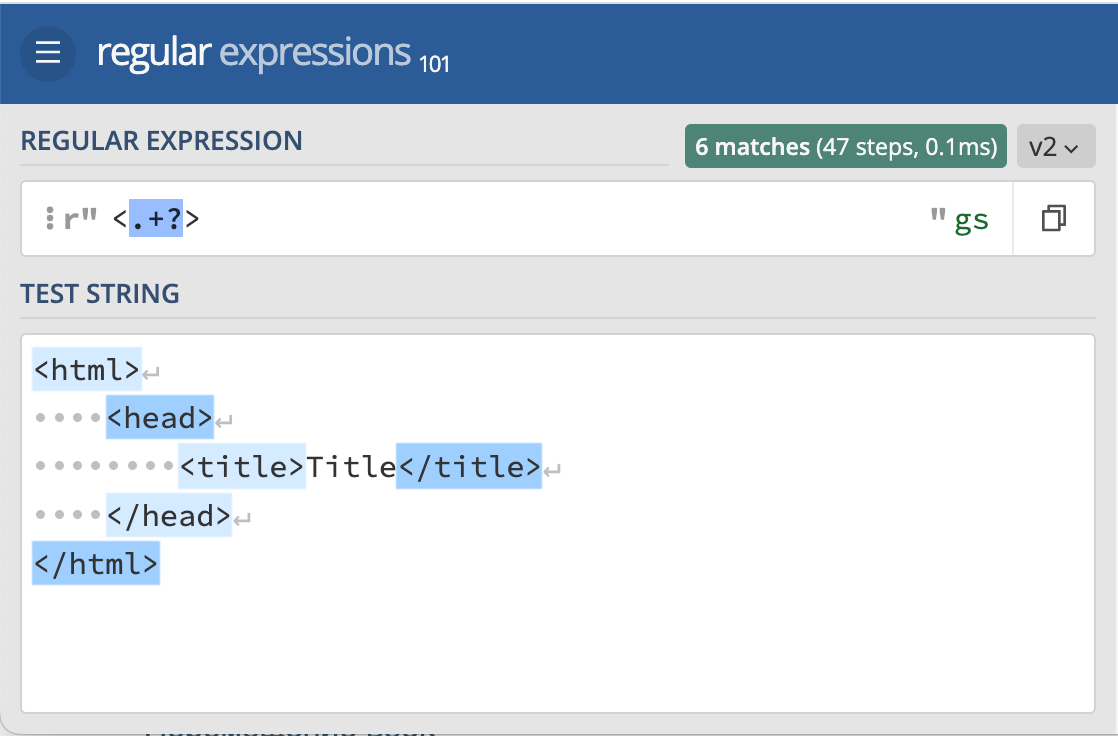 regular expressions 101
REGULAR EXPRESSION
6 matches (47 steps, 0.1ms)
v2
r" <.+?> " gs
TEST STRING
<html>↵
····<head>↵
········<title>Title</title>↵
····</head>↵
</html>